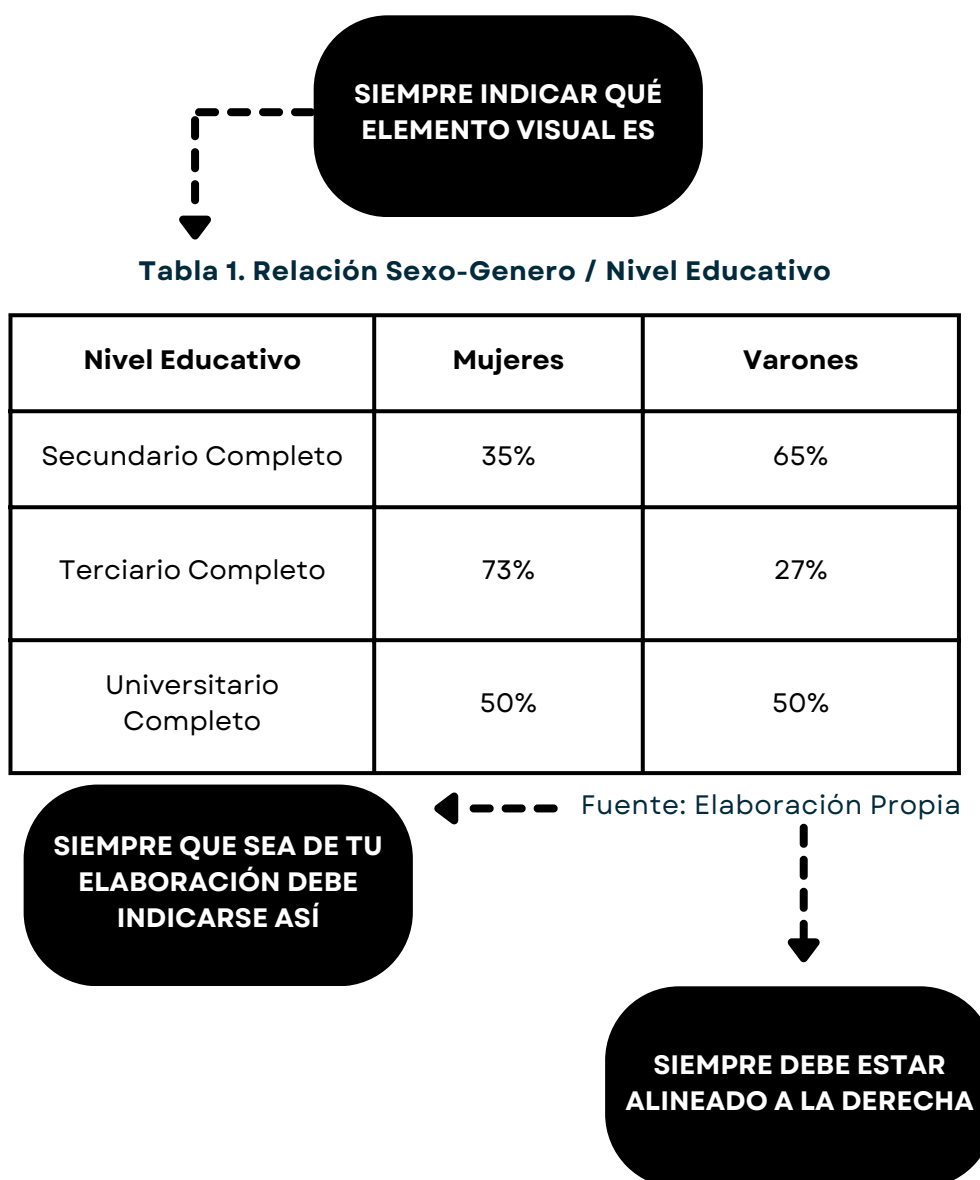 SIEMPRE INDICAR QUÉ
ELEMENTO VISUAL ES
Tabla 1. Relación Sexo-Genero / Nivel Educativo
Nivel Educativo Mujeres Varones
Secundario Completo 35% 65%
Terciario Completo 73% 27%
Universitario
Completo 50% 50%
Fuente: Elaboración Propia
SIEMPRE QUE SEA DE TU
ELABORACIÓN DEBE
INDICARSE ASÍ
SIEMPRE DEBE ESTAR
ALINEADO A LA DERECHA